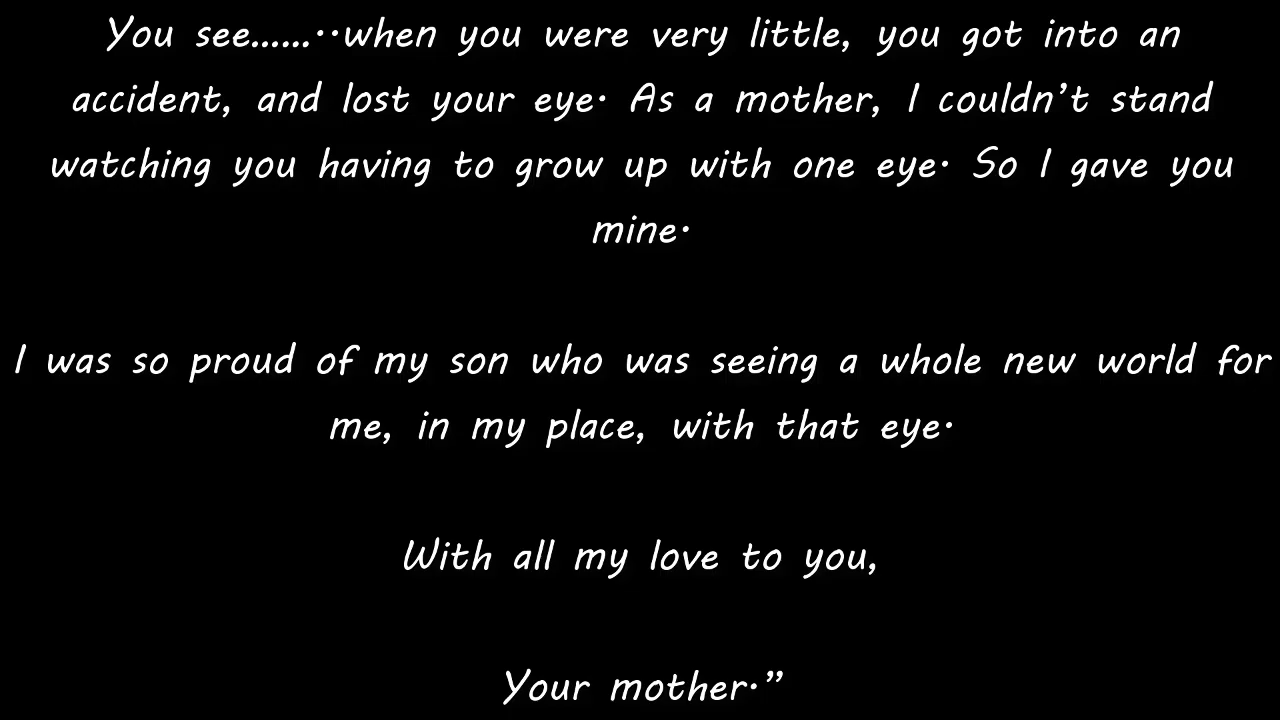 You see........when you were very little, you got into an
accident, and lost your eye. As a mother, I couldn’t stand
watching you having to grow up with one eye. So I gave you
mine.
I was so proud of my son who was seeing a whole new world for
me, in my place, with that eye.
With all my love to you,
Your mother.”